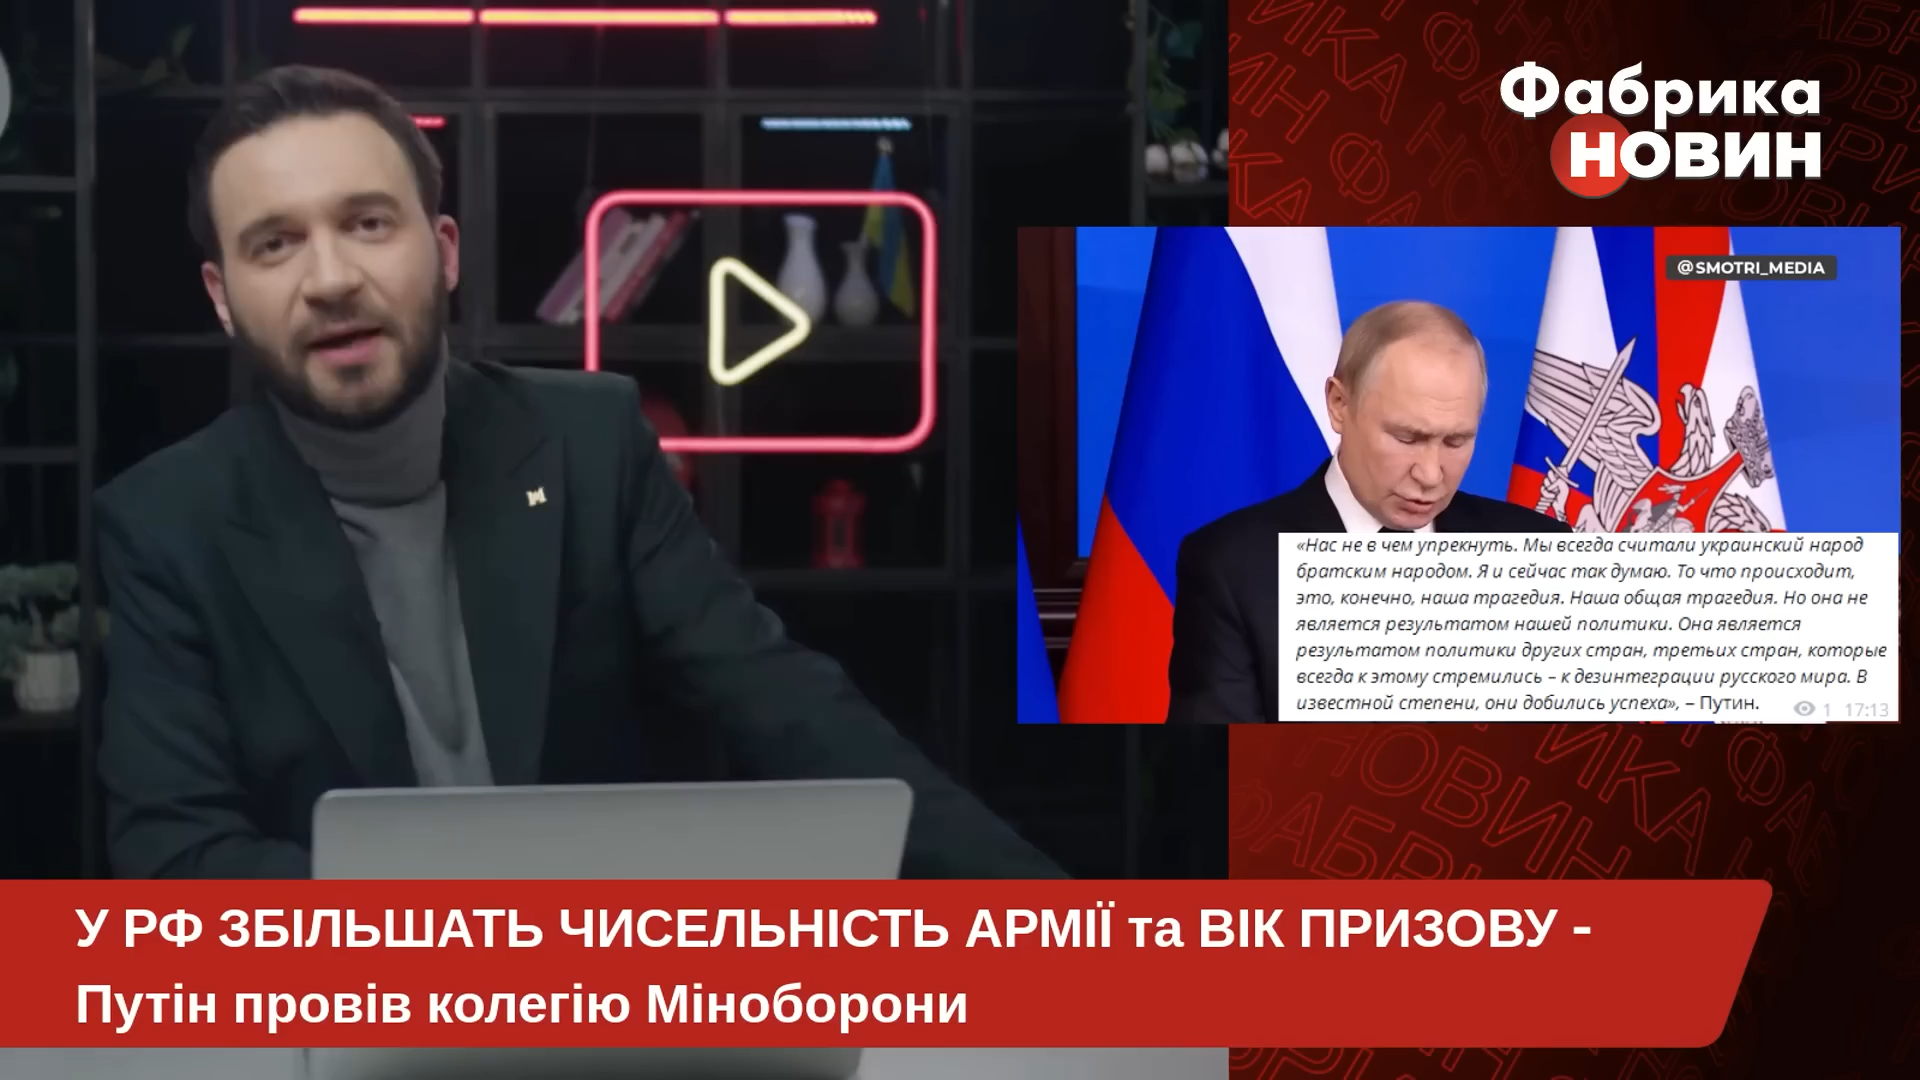 Фабрика
НОВИН
@SMOTRI_MEDIA
«Нас не в чем упрекнуть. Мы всегда считали украинский народ
братским народом. Я и сейчас так думаю. То что происходит,
это, конечно, наша трагедия. Наша общая трагедия. Но она не
является результатом нашей политики. Она является
результатом политики других стран, третьих стран, которые
всегда к этому стремились – к дезинтеграции русского мира. В
известной степени, они добились успеха», – Путин.
1 17:13
У РФ ЗБІЛЬШАТЬ ЧИСЕЛЬНІСТЬ АРМІЇ та ВІК ПРИЗОВУ -
Путін провів колегію Міноборони